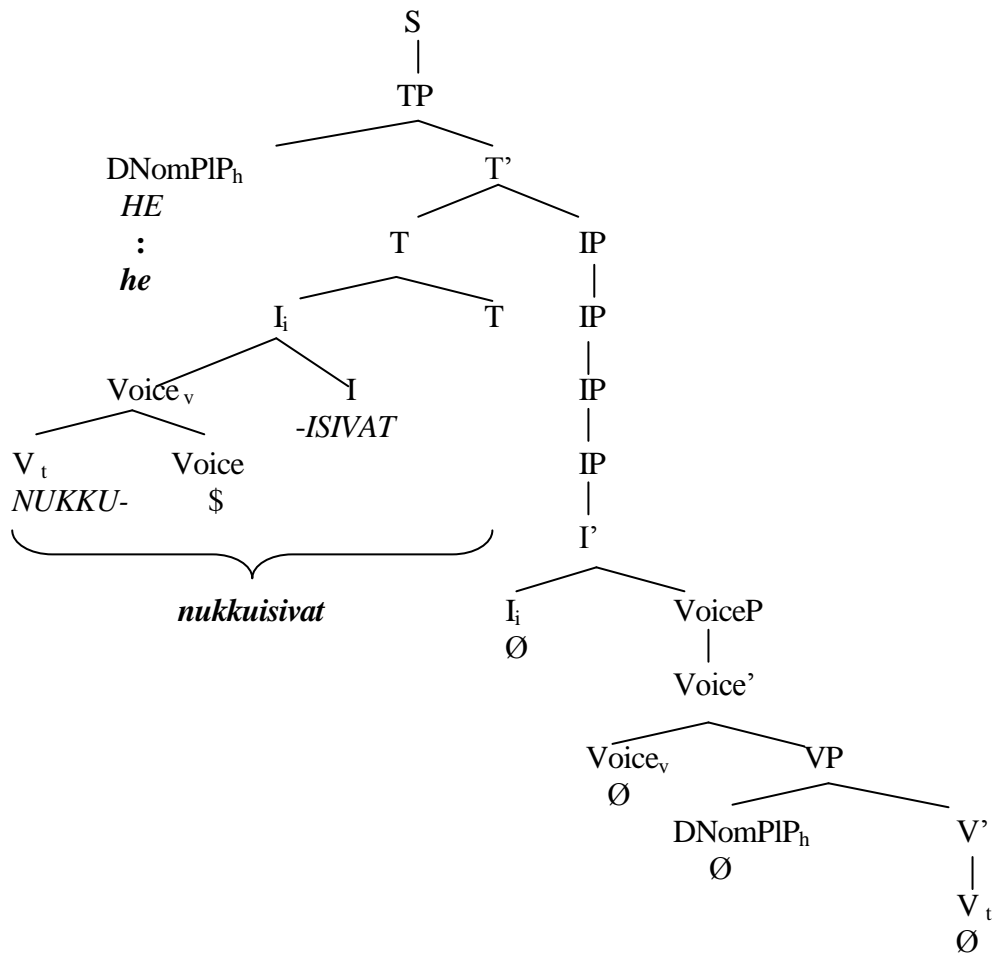 S
TP
DNomPlP_h T’
HE
T IP
:
he
I_i T IP
Voice_v I IP
-ISIVAT
V_t Voice IP
NUKKU- $
I’
nukkuisivat I_i VoiceP
Ø
Voice’
Voice_v VP
Ø
DNomPlP_h V’
Ø
V_t
Ø